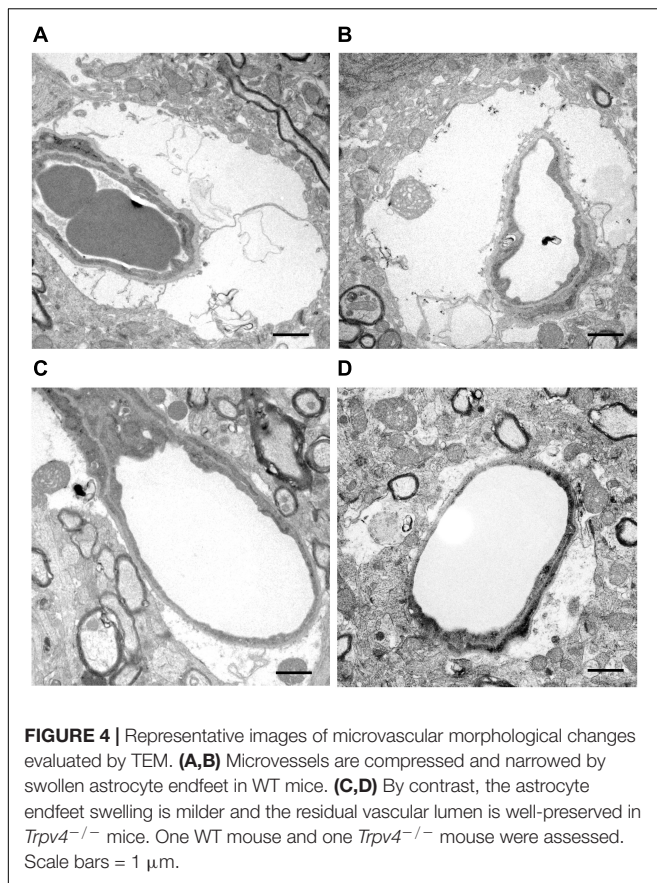 A
B
C
D
FIGURE 4 | Representative images of microvascular morphological changes
evaluated by TEM. (A,B) Microvessels are compressed and narrowed by
swollen astrocyte endfeet in WT mice. (C,D) By contrast, the astrocyte
endfeet swelling is milder and the residual vascular lumen is well-preserved in
Trpv4−/− mice. One WT mouse and one Trpv4−/− mouse were assessed.
Scale bars = 1 μm.